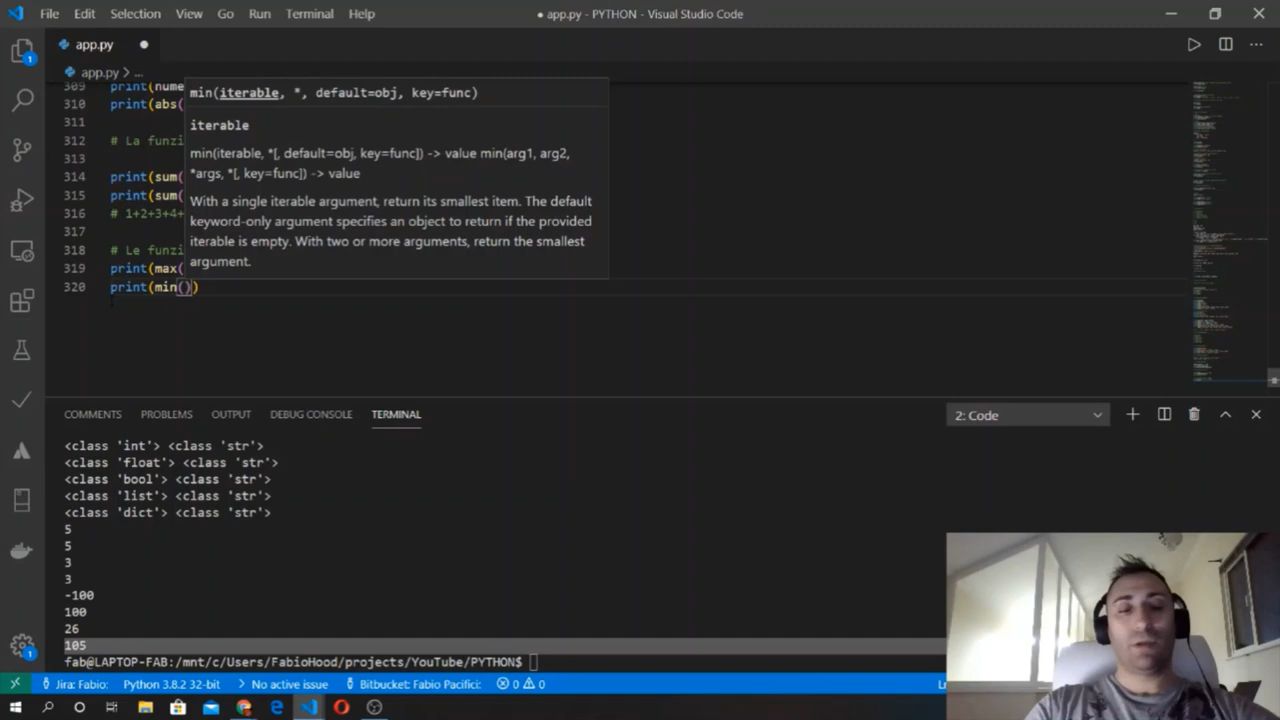 File Edit Selection View Go Run Terminal Help ● app.py - PYTHON - Visual Studio Code
app.py
app.py > ...
309 print(nume
310 print(abs(
311
312 # La funzi
313
314 print(sum(
315 print(sum(
316 # 1+2+3+4+
317
318 # Le funzi
319 print(max(
320 print(min())
min(iterable, *, default=obj, key=func)
iterable
min(iterable, *[, default=obj, key=func]) -> value min(arg1, arg2,
*args, *[, key=func]) -> value
With a single iterable argument, return its smallest item. The default
keyword-only argument specifies an object to return if the provided
iterable is empty. With two or more arguments, return the smallest
argument.
COMMENTS PROBLEMS OUTPUT DEBUG CONSOLE TERMINAL 2: Code
<class 'int'> <class 'str'>
<class 'float'> <class 'str'>
<class 'bool'> <class 'str'>
<class 'list'> <class 'str'>
<class 'dict'> <class 'str'>
5
5
3
3
-100
100
26
105
fab@LAPTOP-FAB:/mnt/c/Users/FabioHood/projects/YouTube/PYTHON$
Jira: Fabio: Python 3.8.2 32-bit No active issue Bitbucket: Fabio Pacifici: 0 0 Ln